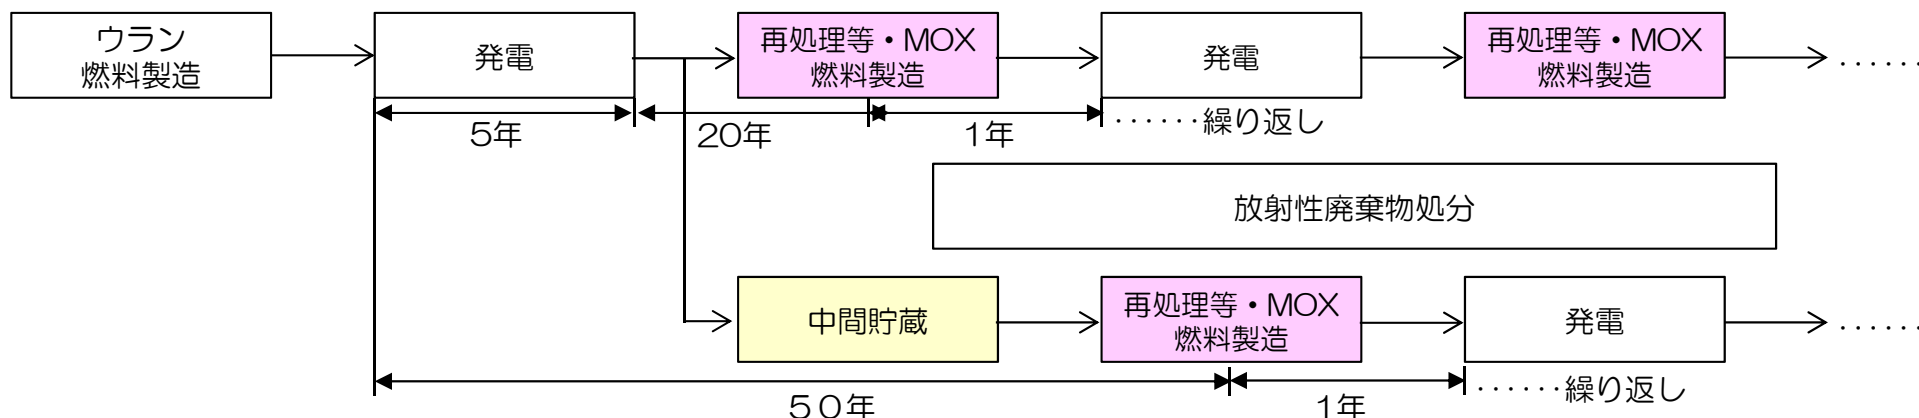 ウラン
燃料製造
発電
再処理等・MOX
燃料製造
発電
再処理等・MOX
燃料製造
‥‥‥
5年
20年
1年
‥‥‥繰り返し
放射性廃棄物処分
中間貯蔵
再処理等・MOX
燃料製造
発電
‥‥‥
50年
1年
‥‥‥繰り返し